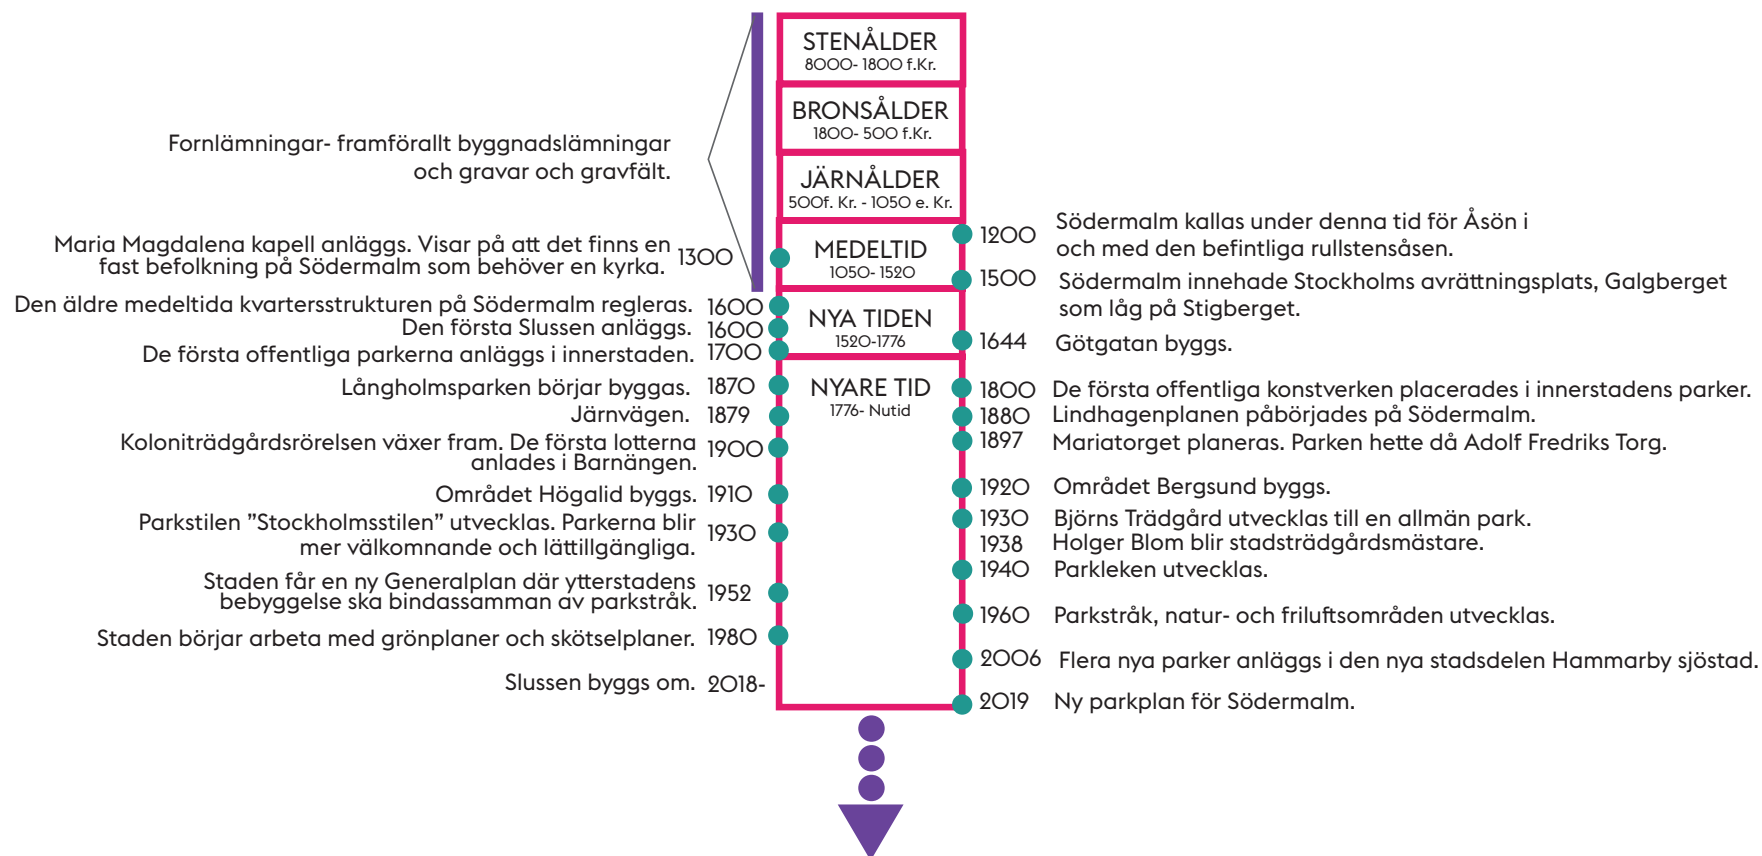 STENÅLDER
8000- 1800 f.Kr.
BRONSÅLDER
1800- 500 f.Kr.
JÄRNÅLDER
500f. Kr. - 1050 e. Kr.
MEDELTID
1050- 1520
NYA TIDEN
1520-1776
NYARE TID
1776- Nutid
Fornlämningar- framförallt byggnadslämningar
och gravar och gravfält.
Maria Magdalena kapell anläggs. Visar på att det finns en
fast befolkning på Södermalm som behöver en kyrka.
1300
Den äldre medeltida kvartersstrukturen på Södermalm regleras. 1600
Den första Slussen anläggs. 1600
De första offentliga parkerna anläggs i innerstaden. 1700
Långholmsparken börjar byggas. 1870
Järnvägen. 1879
Koloniträdgårdsrörelsen växer fram. De första lotterna
anlades i Barnängen.
1900
Området Högalid byggs. 1910
Parkstilen ”Stockholmsstilen” utvecklas. Parkerna blir
mer välkomnande och lättillgängliga.
1930
Staden får en ny Generalplan där ytterstadens
bebyggelse ska bindassamman av parkstråk.
1952
Staden börjar arbeta med grönplaner och skötselplaner. 1980
Slussen byggs om. 2018-
1200 Södermalm kallas under denna tid för Åsön i
och med den befintliga rullstensåsen.
1500 Södermalm innehade Stockholms avrättningsplats, Galgberget
som låg på Stigberget.
1644 Götgatan byggs.
1800 De första offentliga konstverken placerades i innerstadens parker.
1880 Lindhagenplanen påbörjades på Södermalm.
1897 Mariatorget planeras. Parken hette då Adolf Fredriks Torg.
1920 Området Bergsund byggs.
1930 Björns Trädgård utvecklas till en allmän park.
1938 Holger Blom blir stadsträdgårdsmästare.
1940 Parkleken utvecklas.
1960 Parkstråk, natur- och friluftsområden utvecklas.
2006 Flera nya parker anläggs i den nya stadsdelen Hammarby sjöstad.
2019 Ny parkplan för Södermalm.